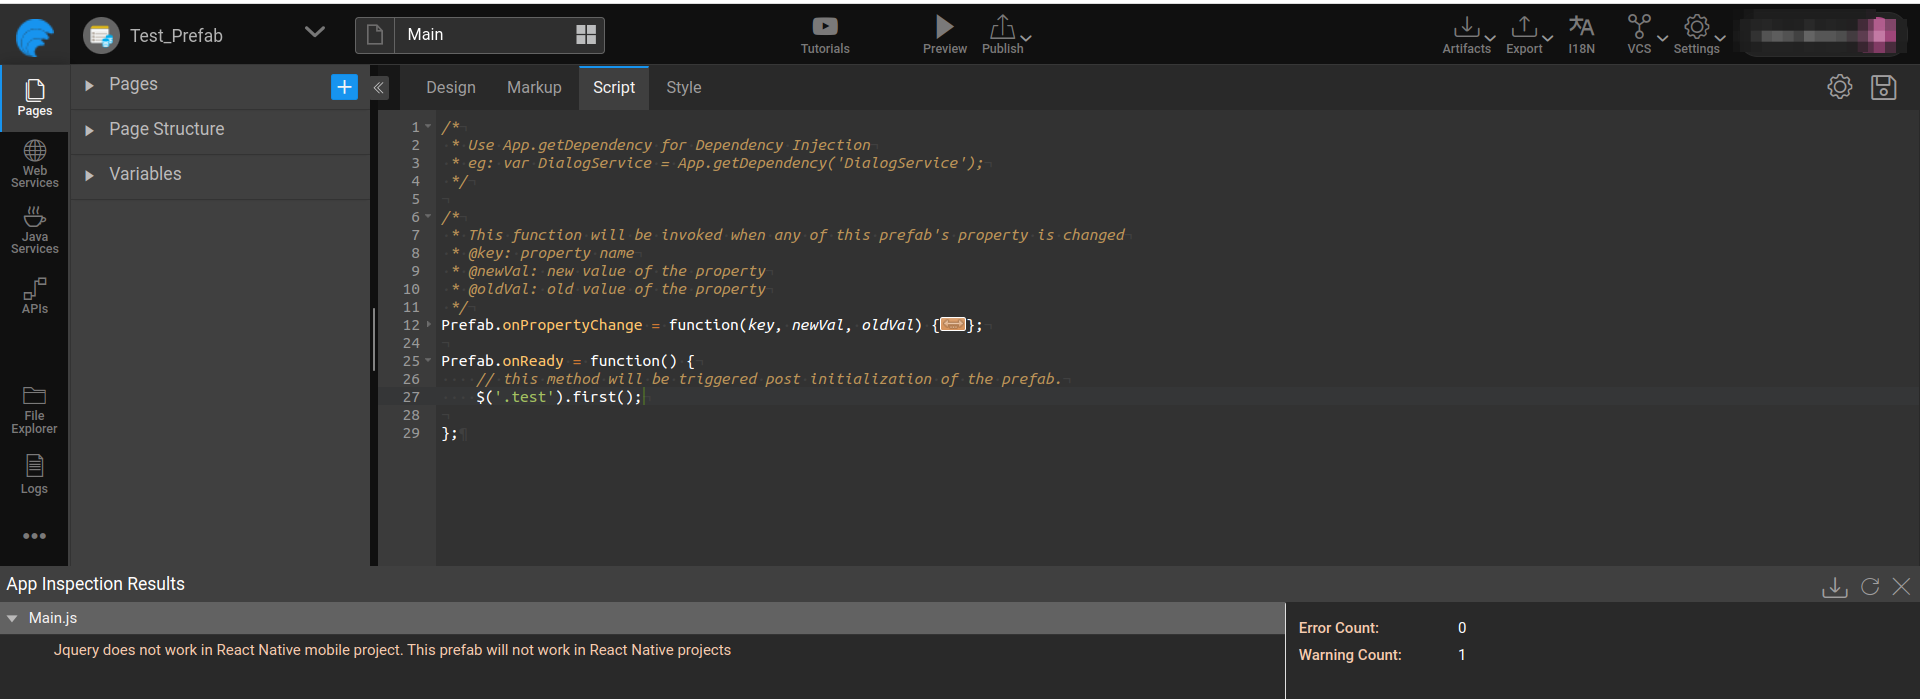 Test_Prefab
Main
Tutorials
Preview
Publish
Artifacts
Export
I18N
VCS
Settings
Pages
Web
Services
Java
Services
APIs
File
Explorer
Logs
Pages
Page Structure
Variables
Design
Markup
Script
Style
1 /*
2  * Use App.getDependency for Dependency Injection
3  * eg: var DialogService = App.getDependency('DialogService');
4  */
5
6 /*
7  * This function will be invoked when any of this prefab's property is changed
8  * @key: property name
9  * @newVal: new value of the property
10  * @oldVal: old value of the property
11  */
12 Prefab.onPropertyChange = function(key, newVal, oldVal) {};
24
25 Prefab.onReady = function() {
26     // this method will be triggered post initialization of the prefab.
27     $('.test').first();
28
29 };
App Inspection Results
Main.js
Jquery does not work in React Native mobile project. This prefab will not work in React Native projects
Error Count: 0
Warning Count: 1